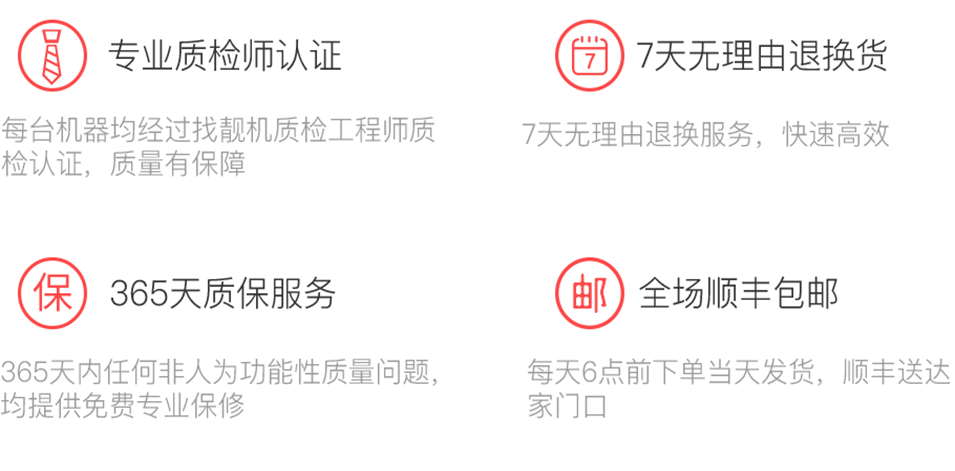 专业质检师认证
7
7天无理由退换货
每台机器均经过找靓机质检工程师质
检认证，质量有保障
7天无理由退换服务，快速高效
保
365天质保服务
邮
全场顺丰包邮
365天内任何非人为功能性质量问题，
均提供免费专业保修
每天6点前下单当天发货，顺丰送达
家门口